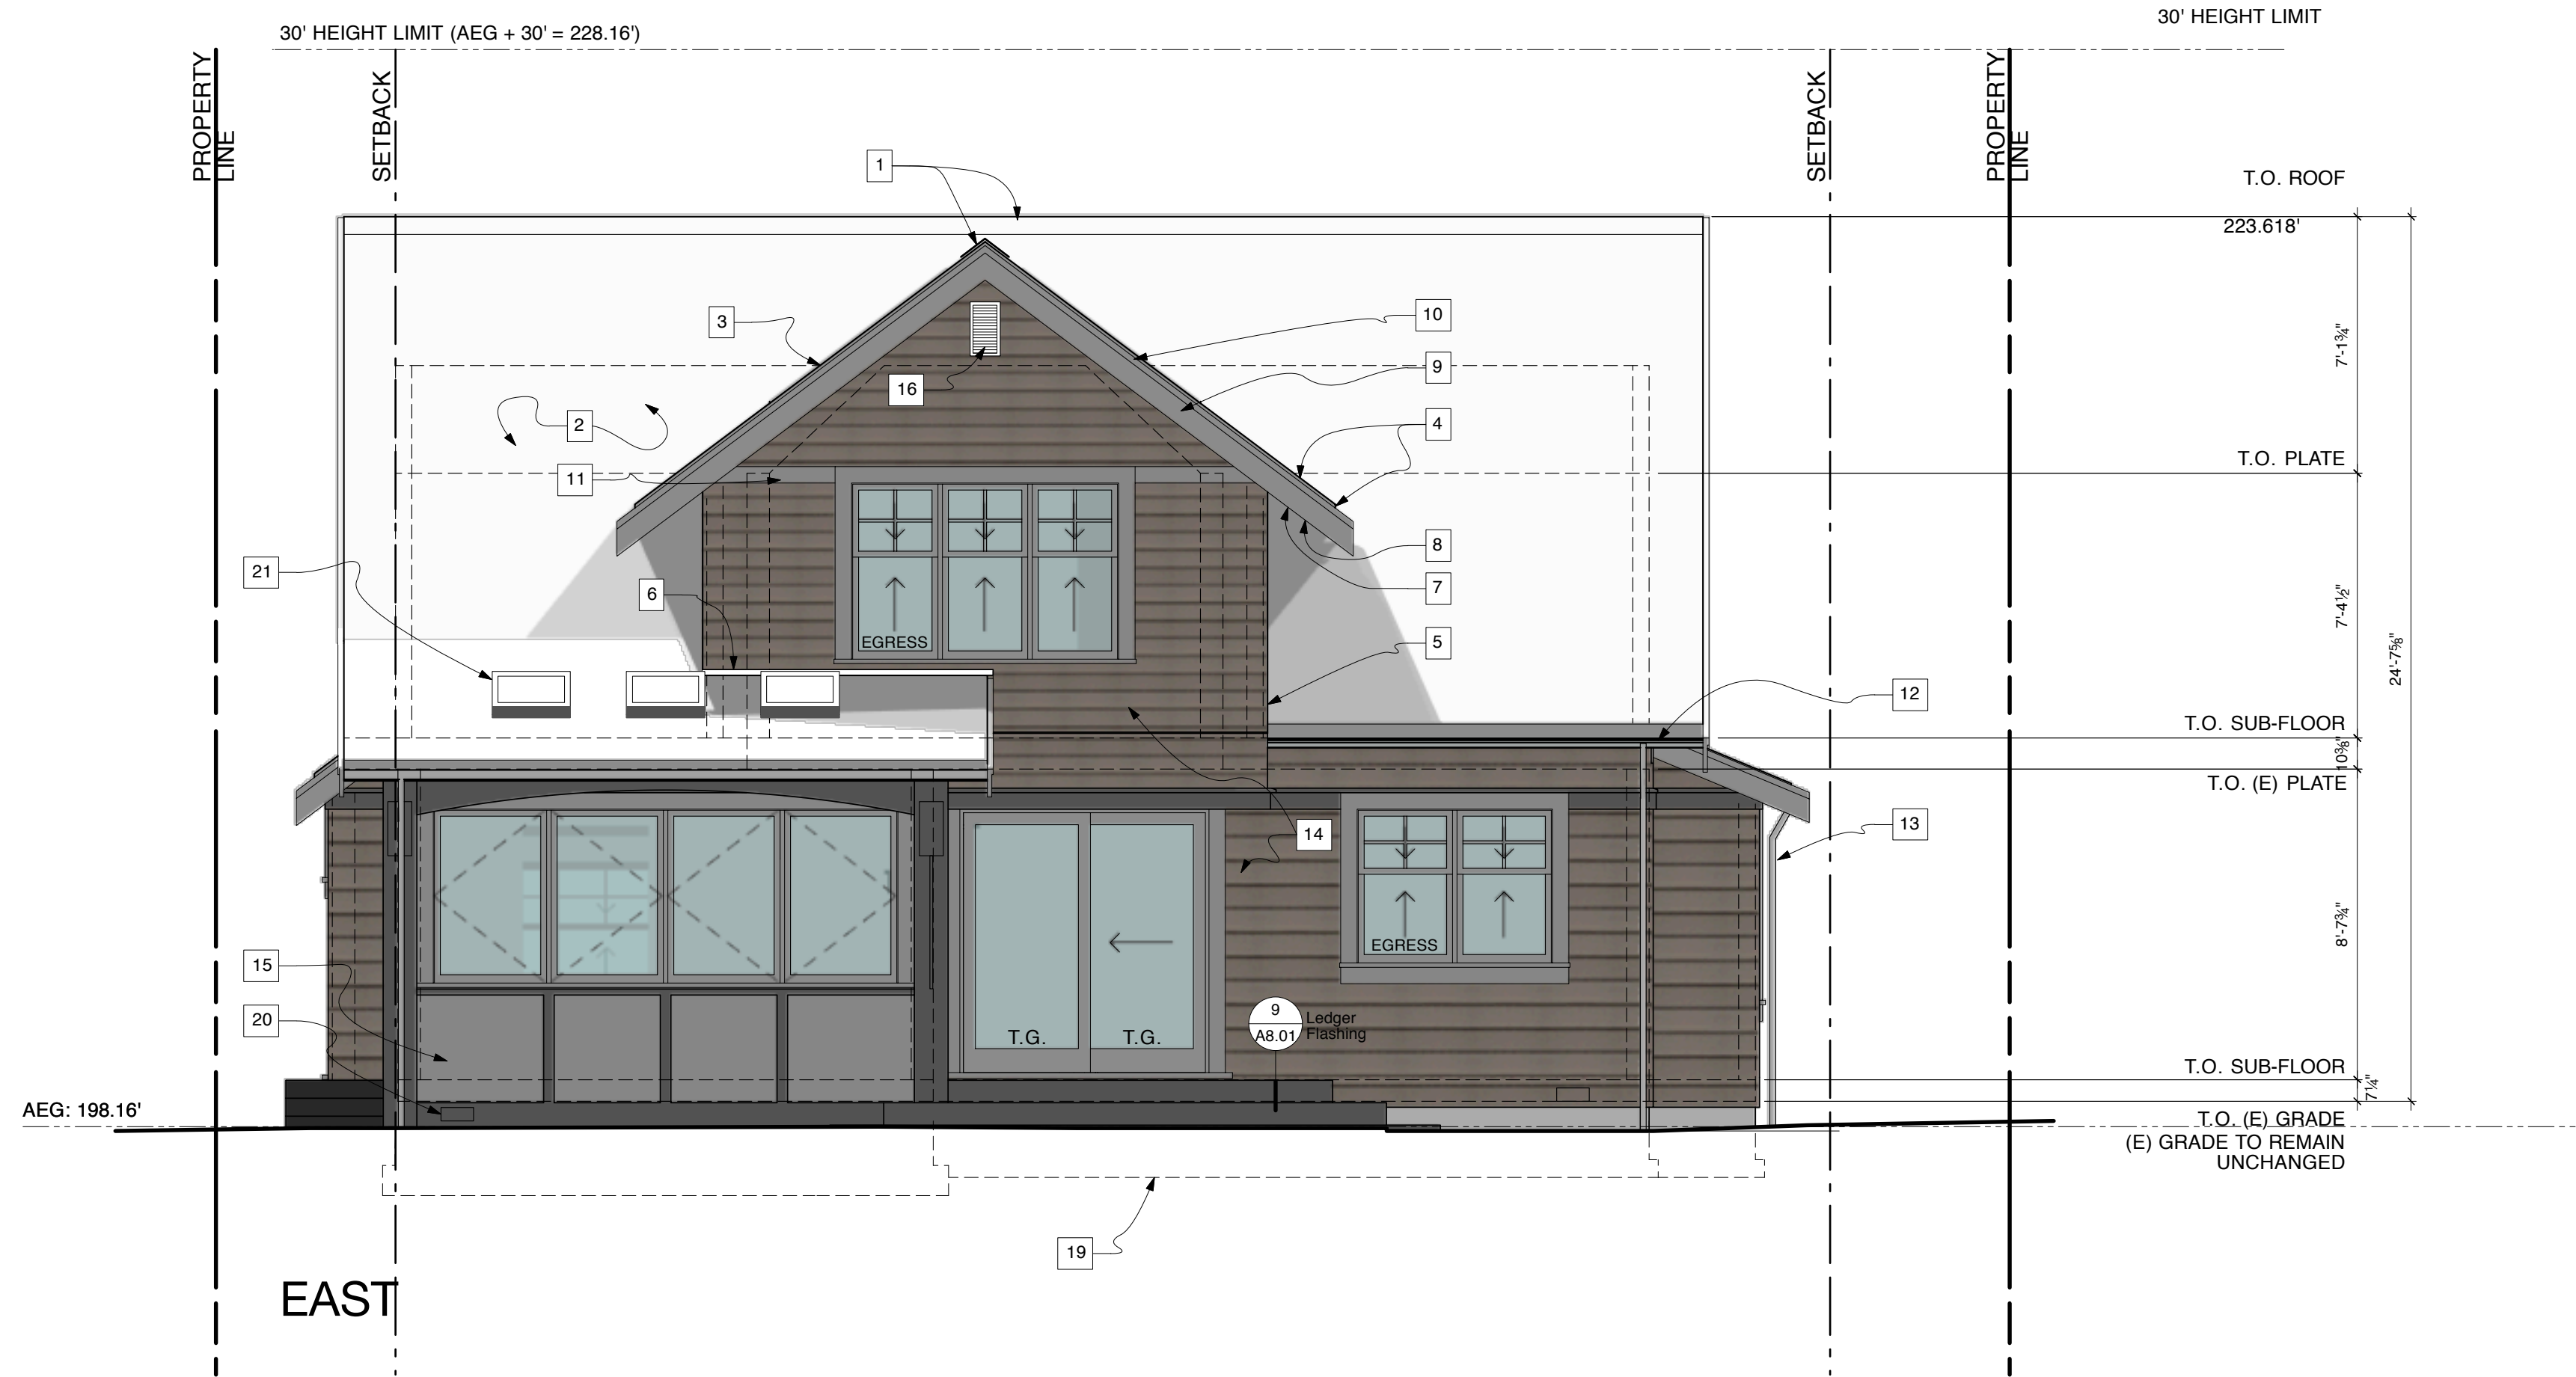 30' HEIGHT LIMIT
30' HEIGHT LIMIT (AEG + 30' = 228.16')
PROPERTY
LINE
SETBACK
SETBACK
PROPERTY
LINE
1
T.O. ROOF
223.618'
3
10
9
7'-1¾"
16
2
4
11
T.O. PLATE
8
21
6
7
7'-4½"
EGRESS
5
24'-7⅝"
12
T.O. SUB-FLOOR
10⅜"
T.O. (E) PLATE
14
13
8'-7¾"
EGRESS
15
20
9
A8.01
Ledger
Flashing
T.G.
T.G.
T.O. SUB-FLOOR
7¼"
AEG: 198.16'
T.O. (E) GRADE
(E) GRADE TO REMAIN
UNCHANGED
19
EAST